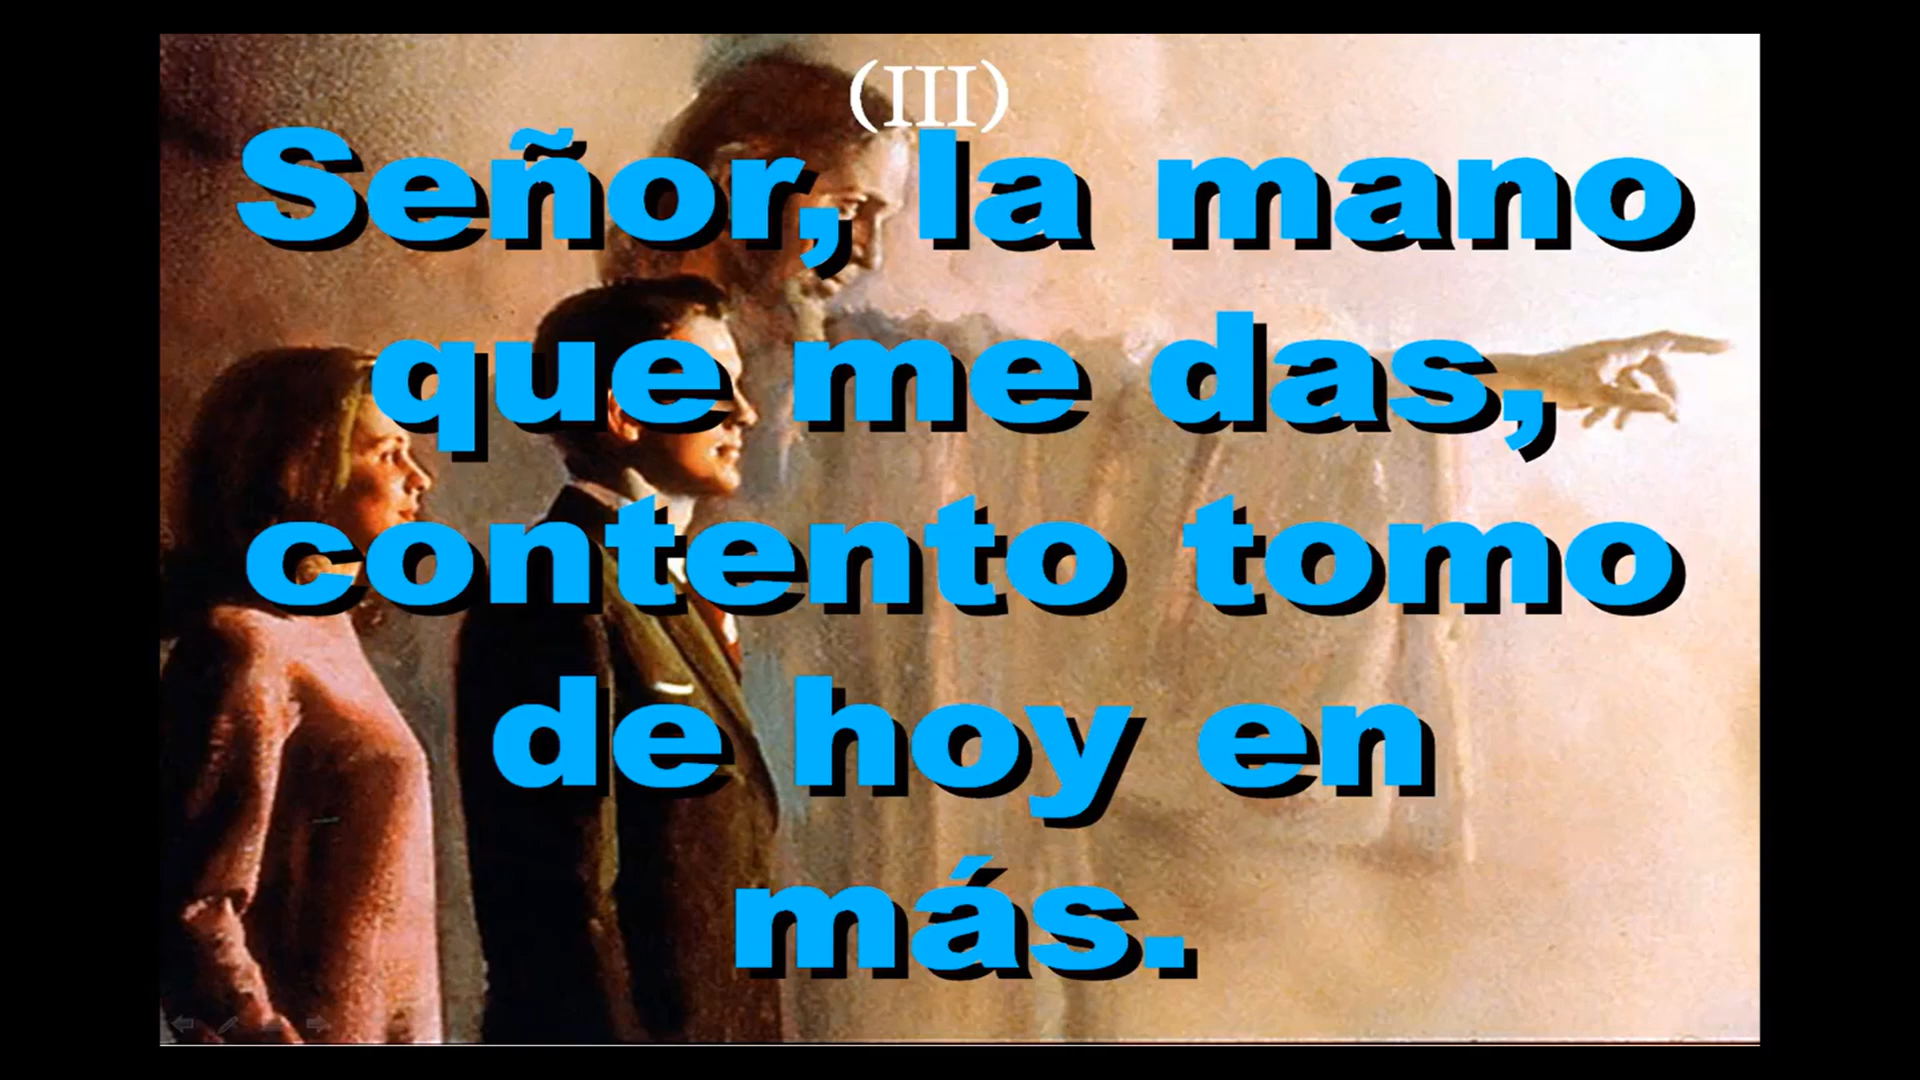 (III)
Señor, la mano
que me das,
contento tomo
de hoy en
más.